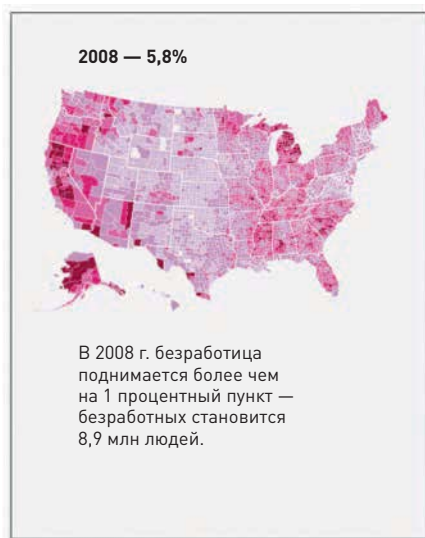 2008 — 5,8%
В 2008 г. безработица
поднимается более чем
на 1 процентный пункт —
безработных становится
8,9 млн людей.